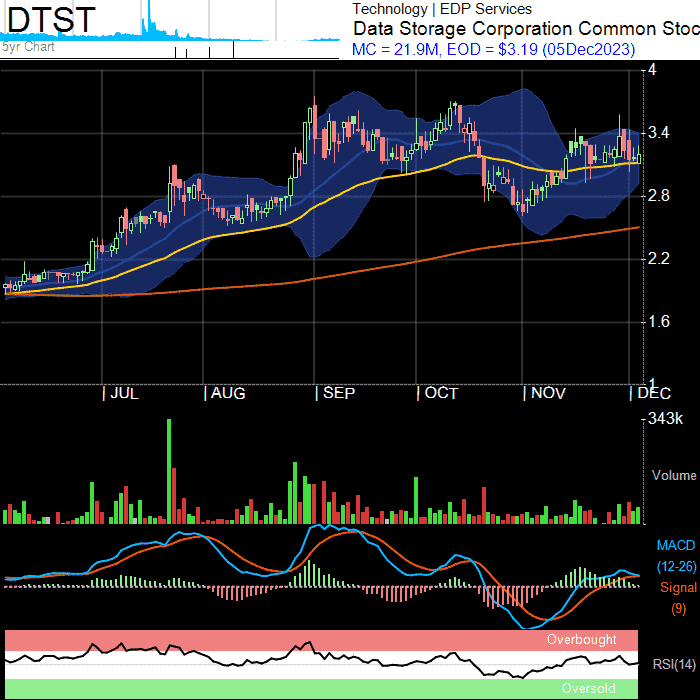 DTST
5yr Chart
Technology | EDP Services
Data Storage Corporation Common Stoc
MC = 21.9M, EOD = $3.19 (05Dec2023)
4
3.4
2.8
2.2
1.6
1
JUL AUG SEP OCT NOV DEC
343k
Volume
MACD
(12-26)
Signal
(9)
Overbought
RSI(14)
Oversold